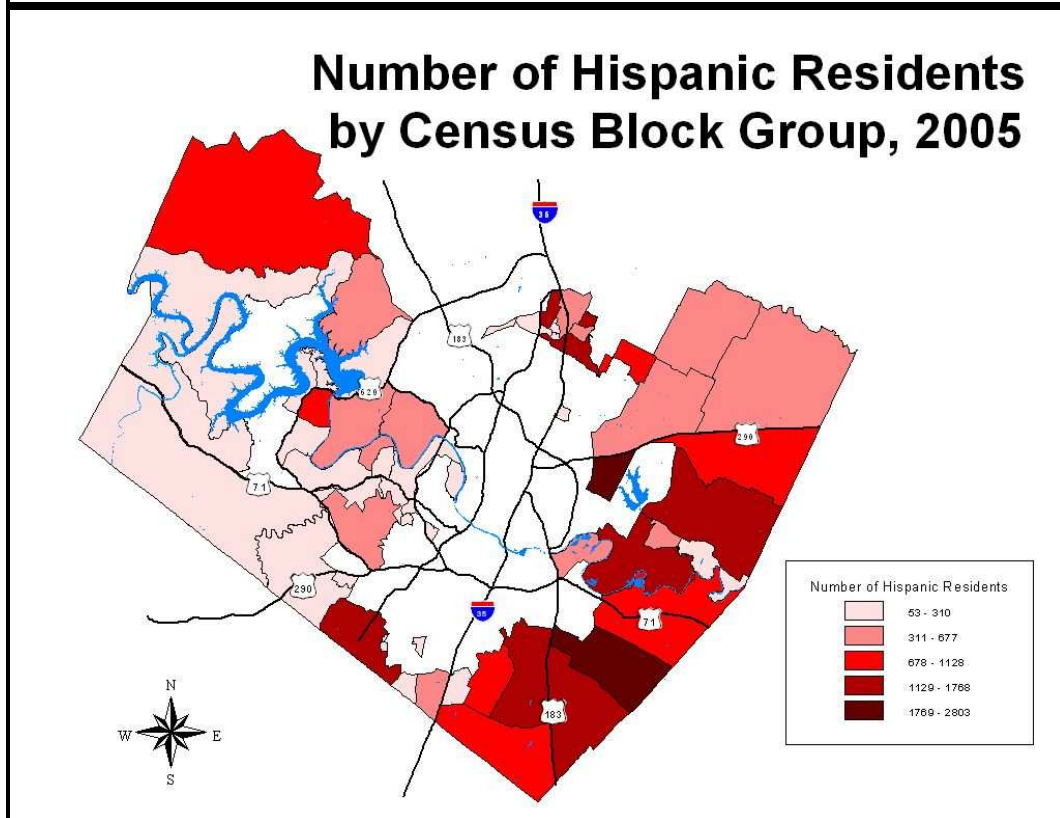 Number of Hispanic Residents
by Census Block Group, 2005
35
183
620
290
71
290
35
71
183
Number of Hispanic Residents
53 - 310
311 - 677
678 - 1128
1129 - 1768
1769 - 2803
N
W E
S